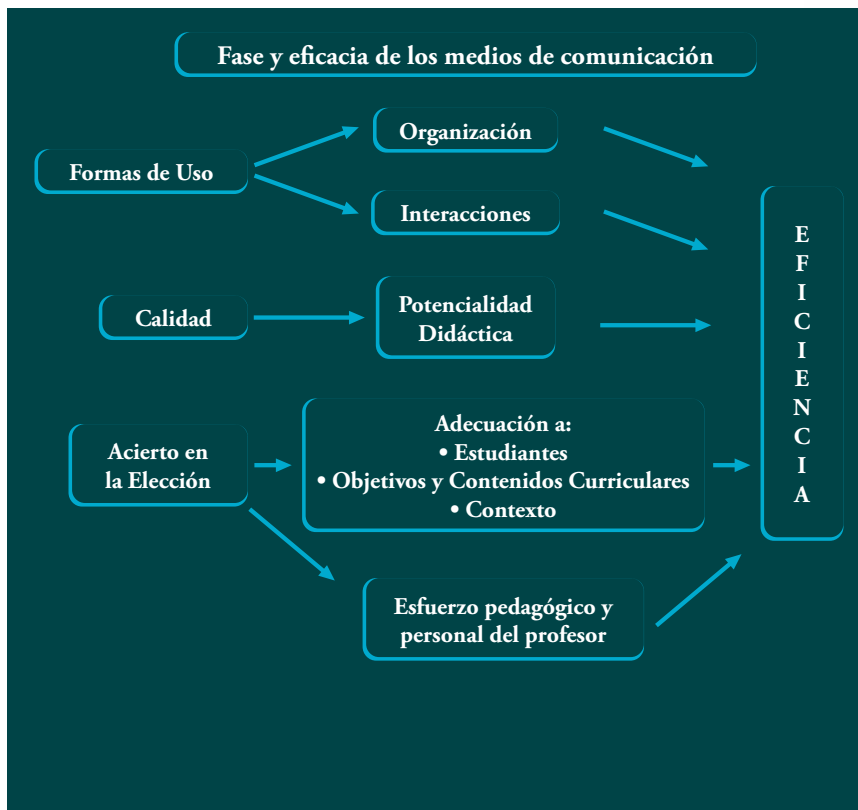 Fase y eficacia de los medios de comunicación
Formas de Uso
Organización
Interacciones
Calidad
Potencialidad
Didáctica
Acierto en
la Elección
Adecuación a:
• Estudiantes
• Objetivos y Contenidos Curriculares
• Contexto
Esfuerzo pedagógico y
personal del profesor
E
F
I
C
I
E
N
C
I
A